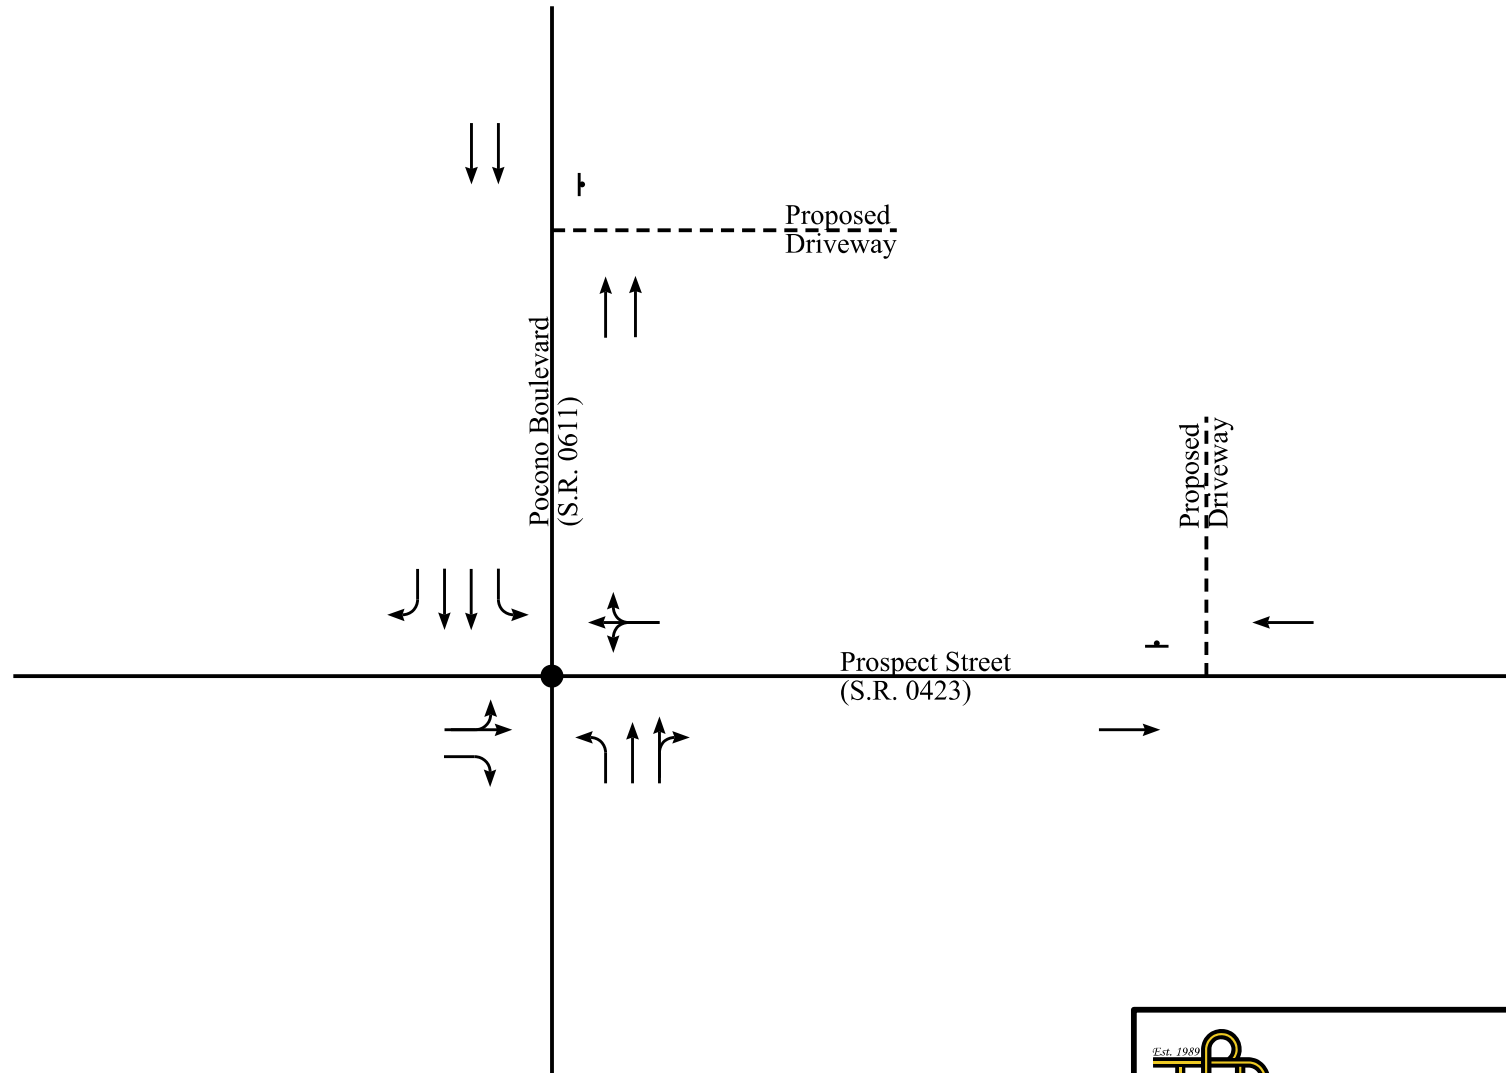 Proposed
Driveway
Pocono Boulevard
(S.R. 0611)
Proposed
Driveway
Prospect Street
(S.R. 0423)
Est. 1989